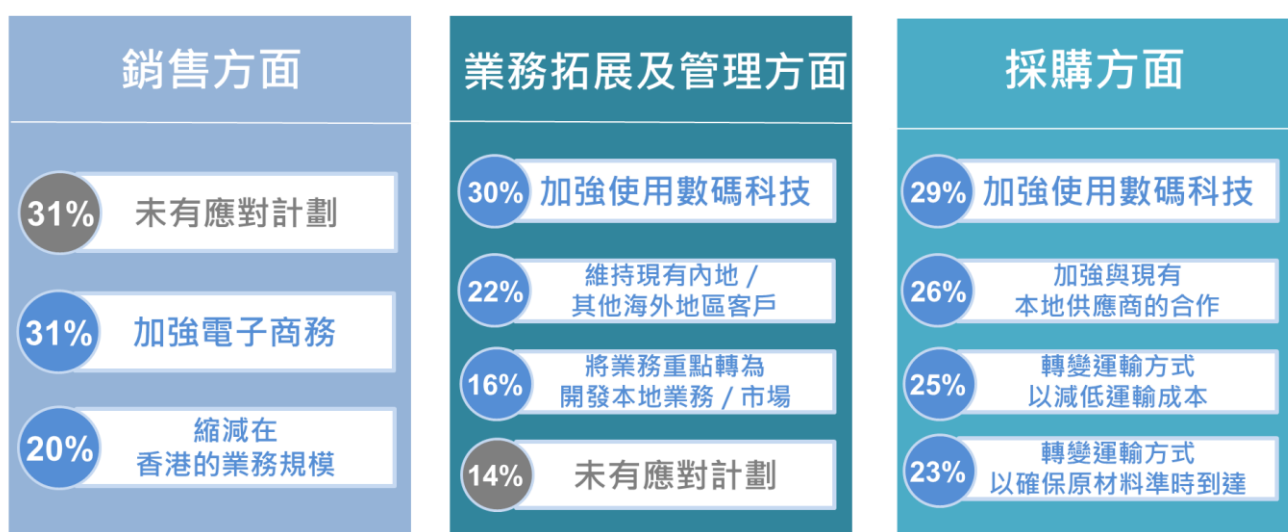 銷售方面
31%
未有應對計劃
31%
加強電子商務
20%
縮減在
香港的業務規模
業務拓展及管理方面
30%
加強使用數碼科技
22%
維持現有內地 /
其他海外地區客戶
16%
將業務重點轉為
開發本地業務 / 市場
14%
未有應對計劃
採購方面
29%
加強使用數碼科技
26%
加強與現有
本地供應商的合作
25%
轉變運輸方式
以減低運輸成本
23%
轉變運輸方式
以確保原材料準時到達